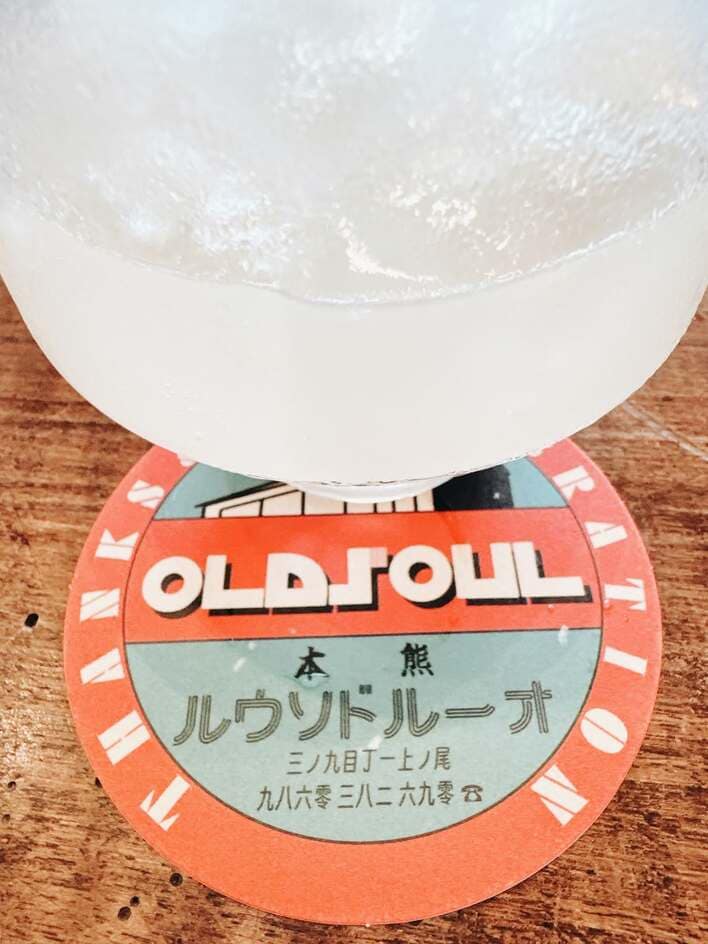 THANKS
RATION
OLDSOUL
本熊
ルウソドルーオ
三ノ九目丁一上ノ尾
九八六零 三八二 六九零 ☎